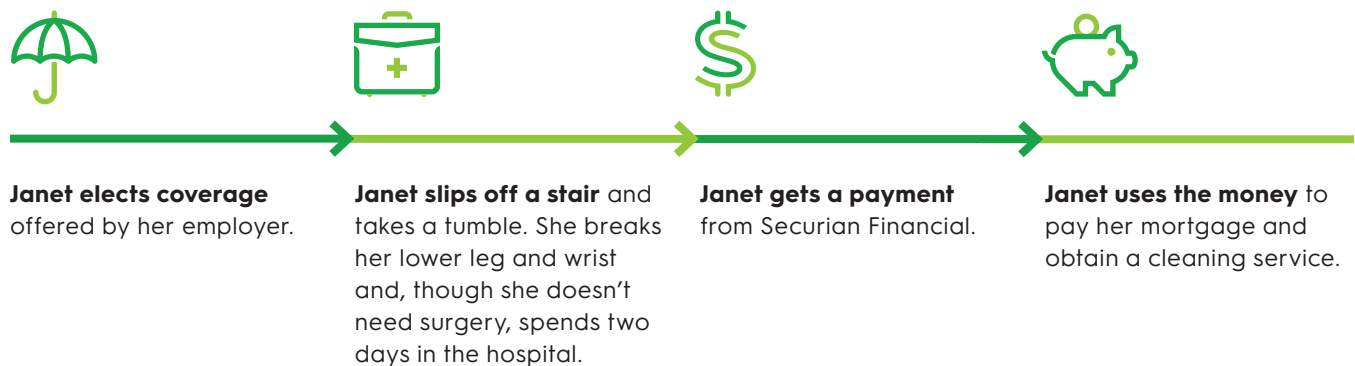 Janet elects coverage
offered by her employer.
Janet slips off a stair and
takes a tumble. She breaks
her lower leg and wrist
and, though she doesn’t
need surgery, spends two
days in the hospital.
Janet gets a payment
from Securian Financial.
Janet uses the money to
pay her mortgage and
obtain a cleaning service.